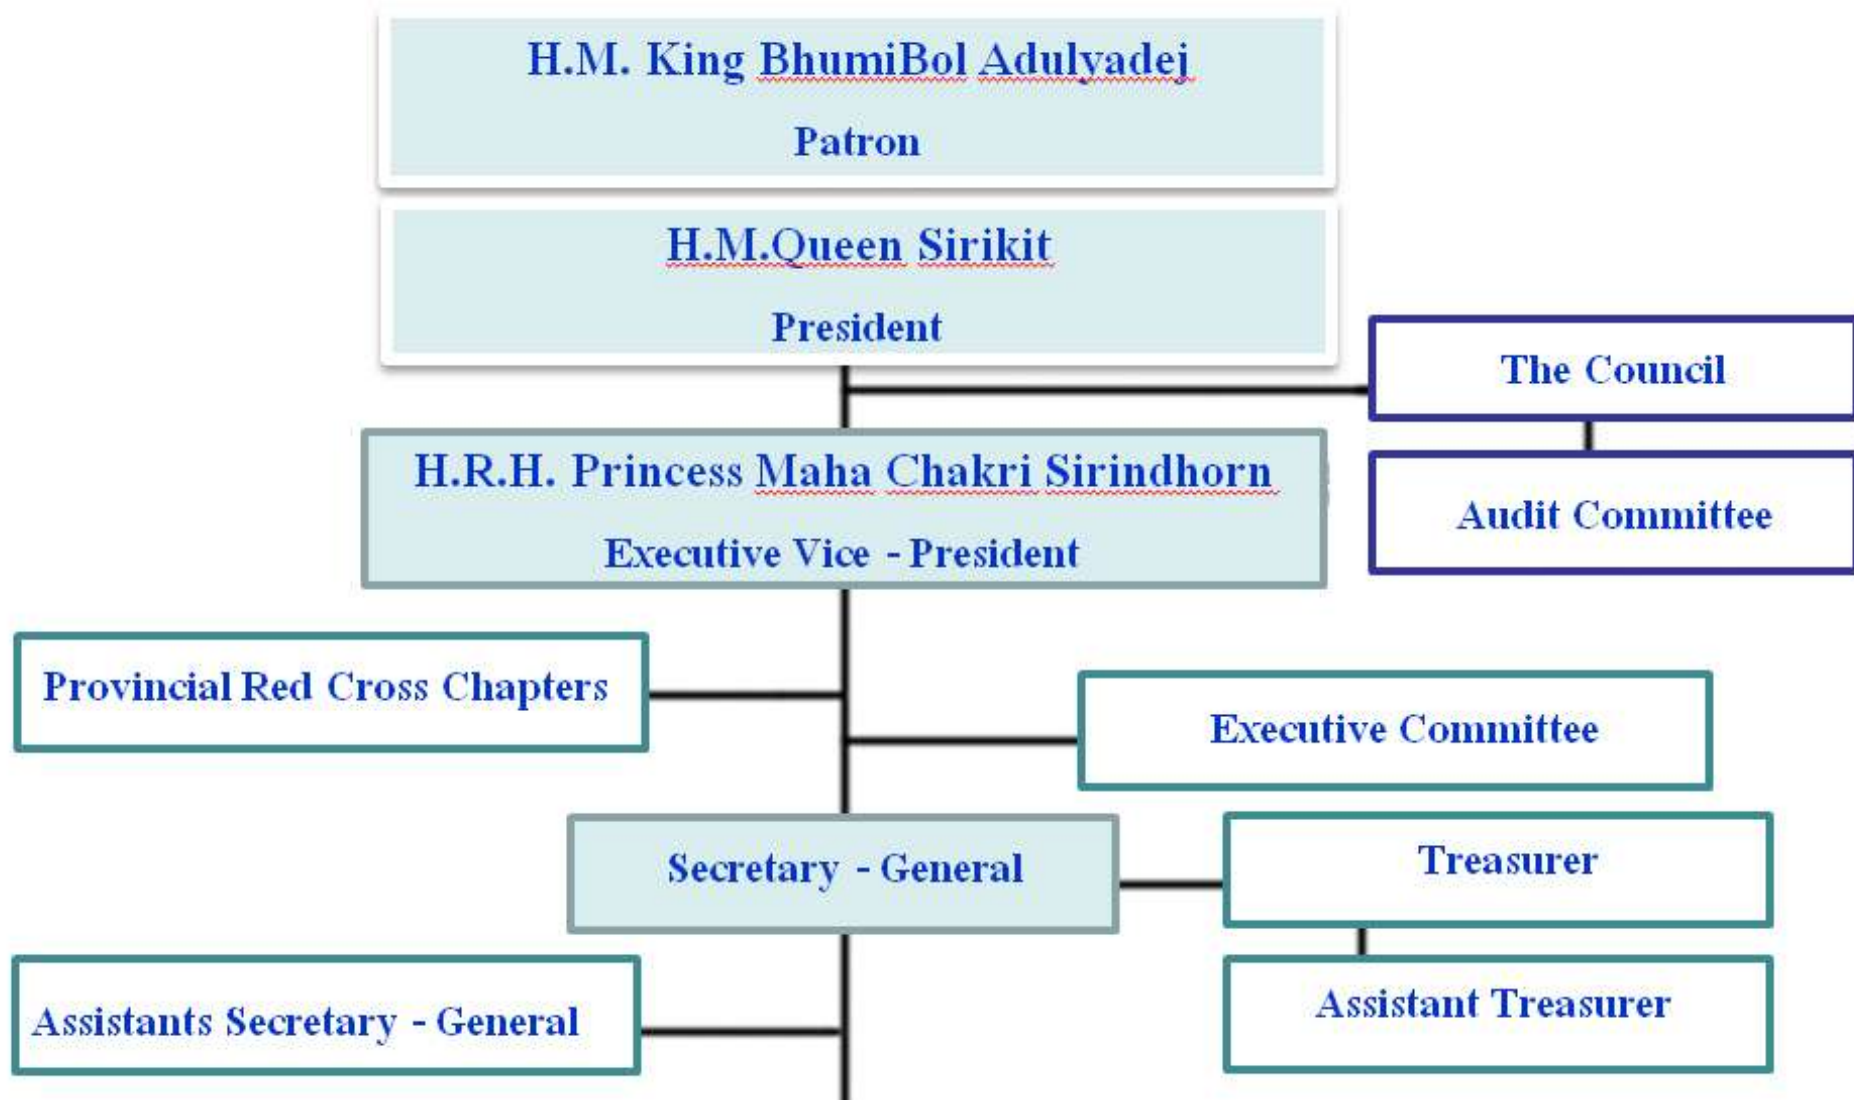 H.M. King BhumiBol Adulyadej
Patron
H.M.Queen Sirikit
President
The Council
H.R.H. Princess Maha Chakri Sirindhorn
Executive Vice - President
Audit Committee
Provincial Red Cross Chapters
Executive Committee
Secretary - General
Treasurer
Assistants Secretary - General
Assistant Treasurer